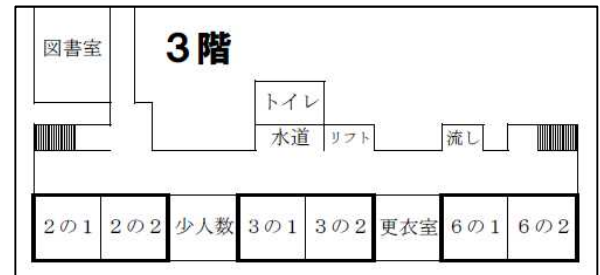 図書室
3階
トイレ
水道 リフト 流し
2の1 2の2 少人数 3の1 3の2 更衣室 6の1 6の2